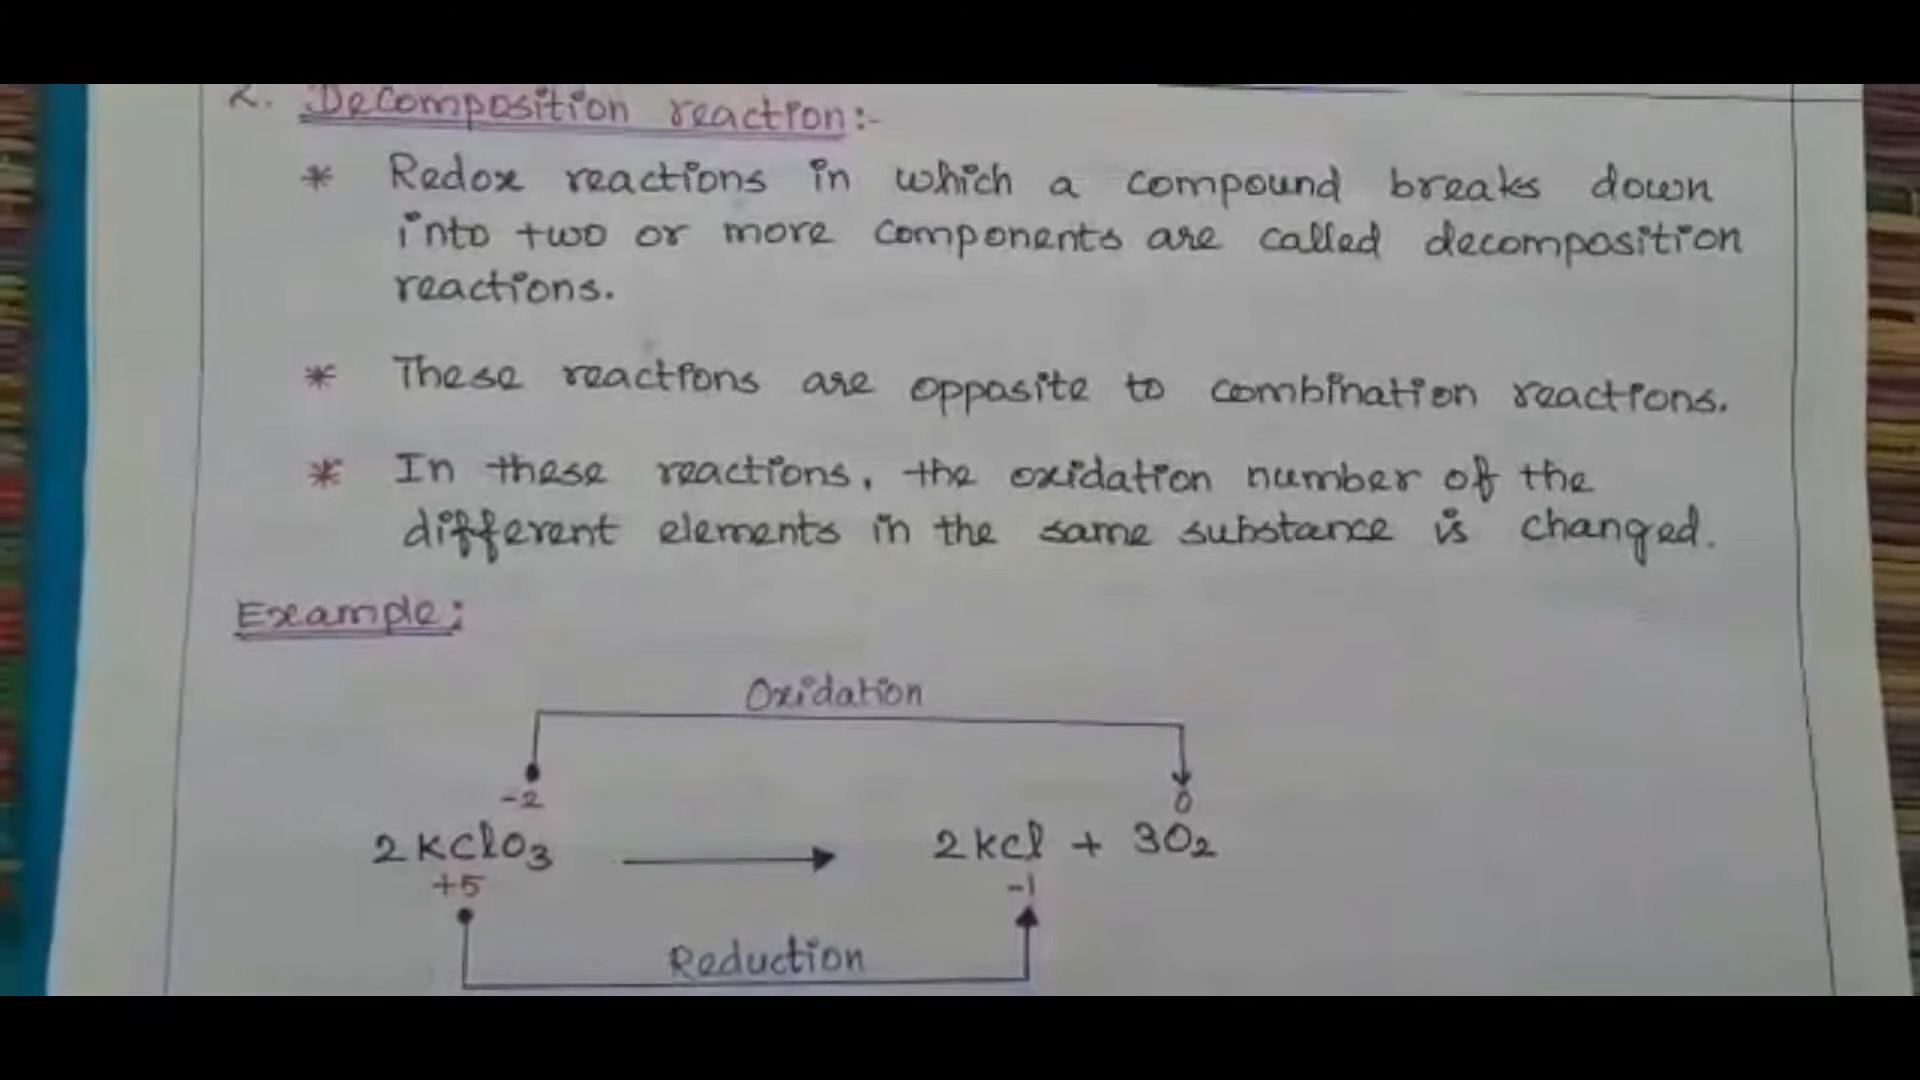 2. Decomposition reaction:-
* Redox reactions in which a compound breaks down
into two or more components are called decomposition
reactions.
* These reactions are opposite to combination reactions.
* In these reactions, the oxidation number of the
different elements in the same substance is changed.
Example:
Oxidation
-2 0
2KClO3 → 2KCl + 3O2
+5 -1
Reduction